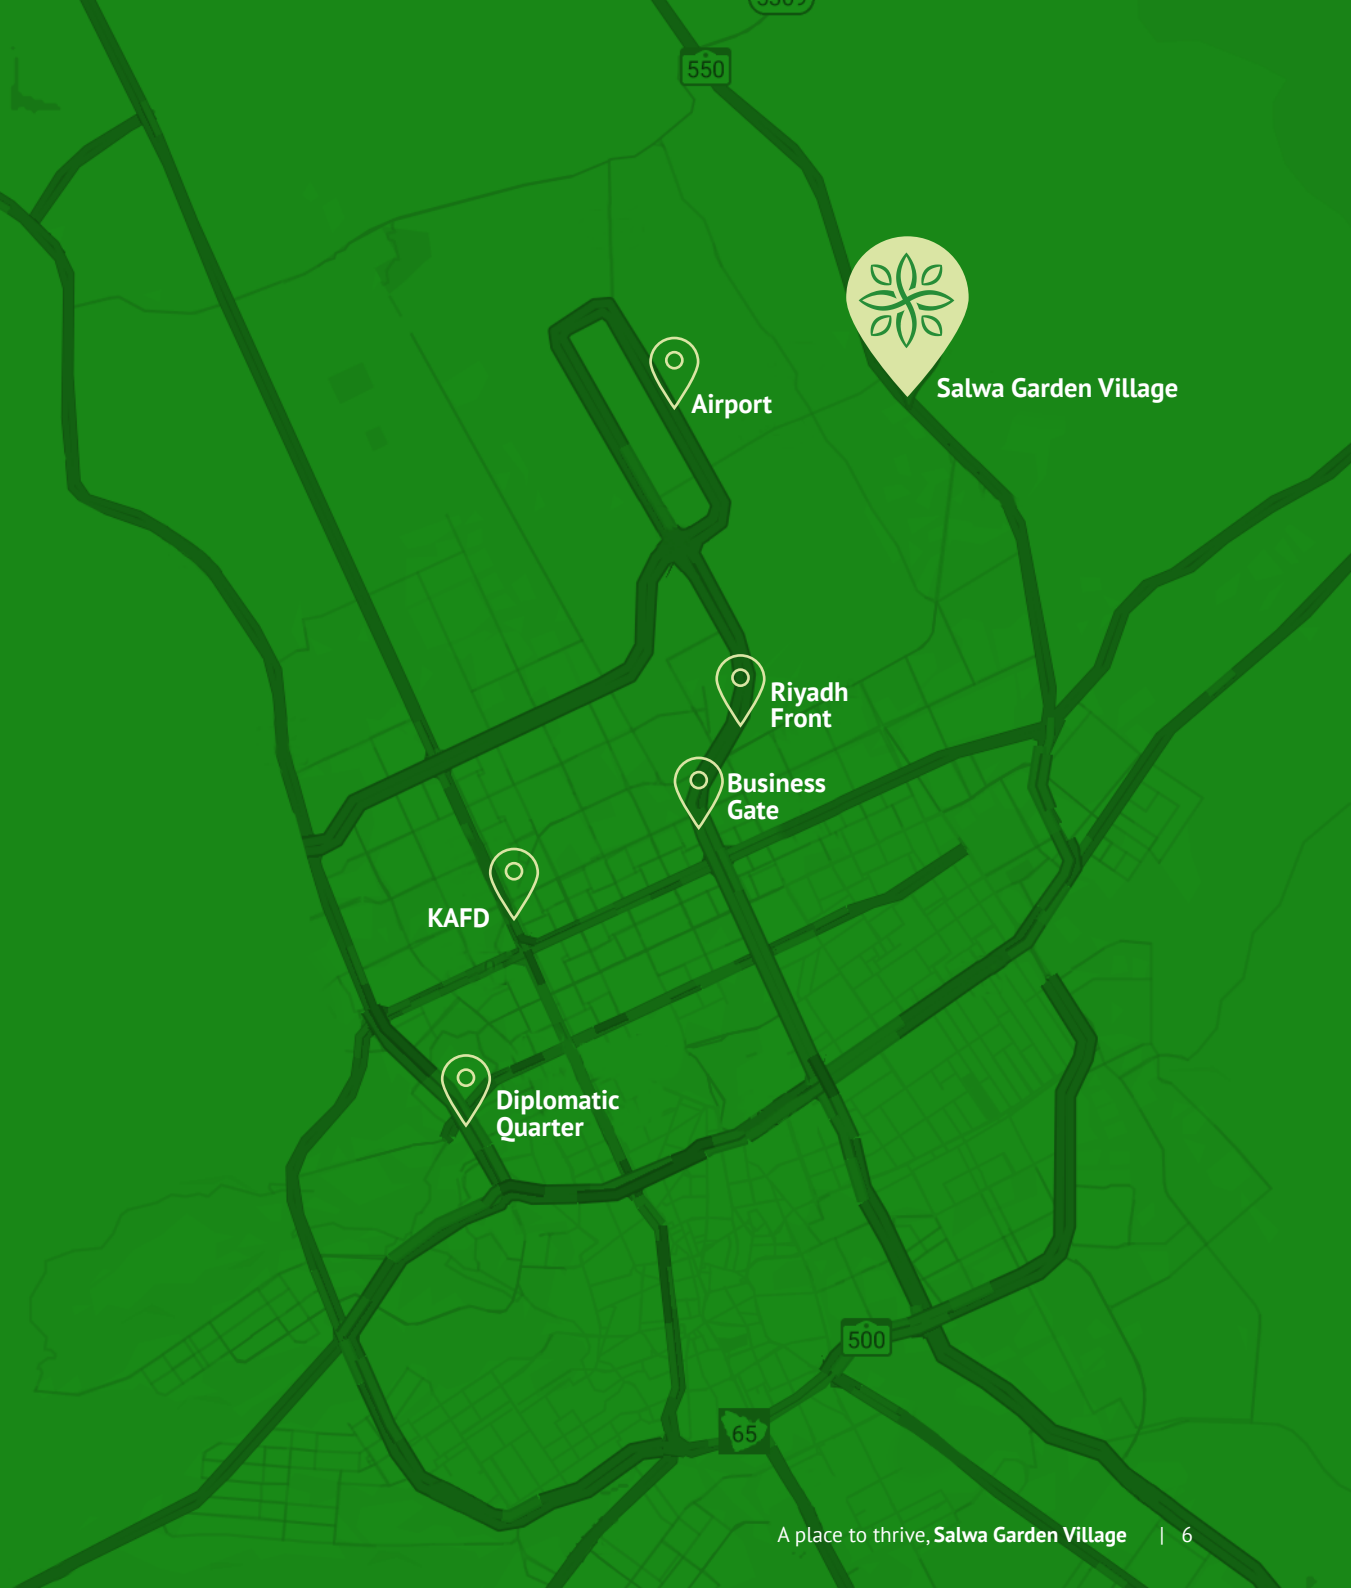 550
Salwa Garden Village
Airport
Riyadh
Front
Business
Gate
KAFD
Diplomatic
Quarter
500
65
A place to thrive, Salwa Garden Village | 6